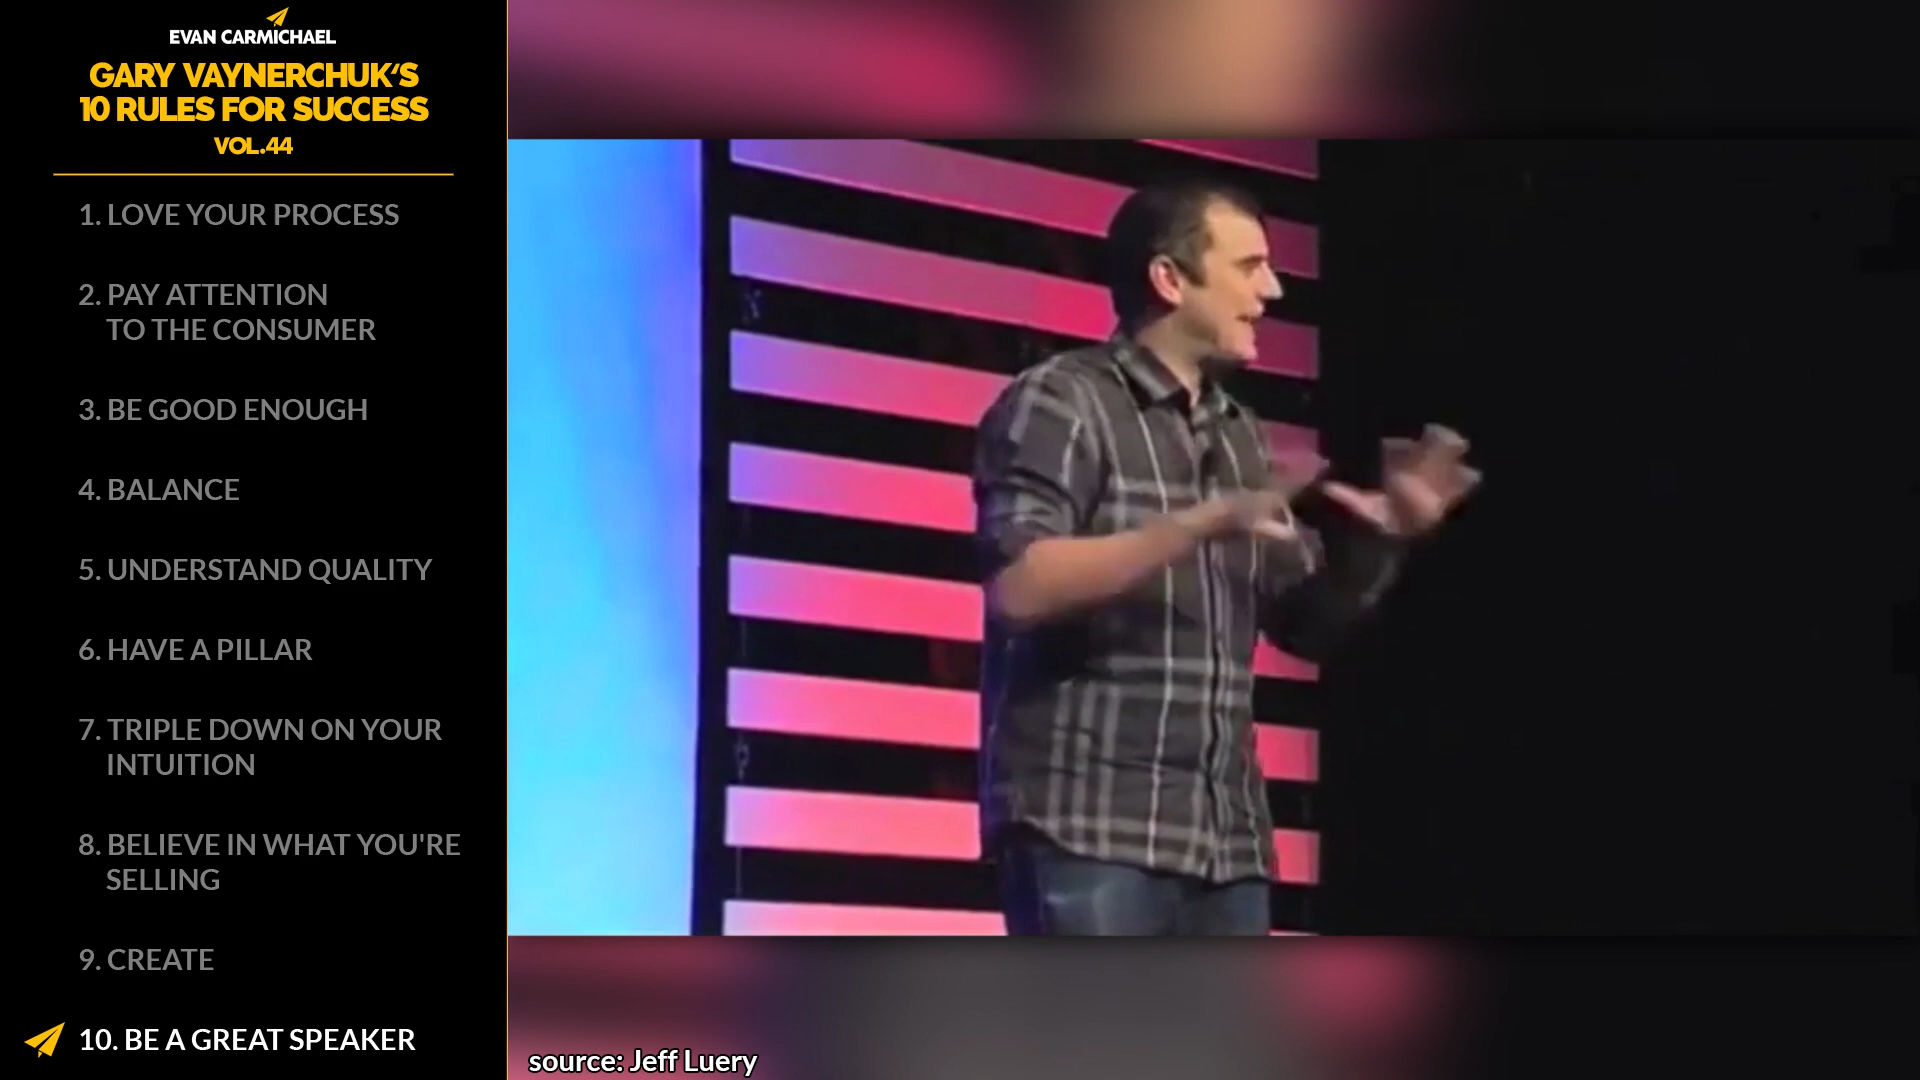 EVAN CARMICHAEL
GARY VAYNERCHUK'S
10 RULES FOR SUCCESS
VOL.44
1. LOVE YOUR PROCESS
2. PAY ATTENTION
TO THE CONSUMER
3. BE GOOD ENOUGH
4. BALANCE
5. UNDERSTAND QUALITY
6. HAVE A PILLAR
7. TRIPLE DOWN ON YOUR
INTUITION
8. BELIEVE IN WHAT YOU'RE
SELLING
9. CREATE
10. BE A GREAT SPEAKER
source: Jeff Luery